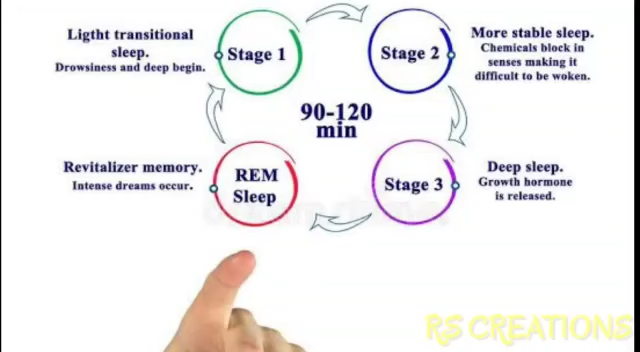 Ligtht transitional
sleep.
Drowsiness and deep begin.
Stage 1
Stage 2
More stable sleep.
Chemicals block in
senses making it
difficult to be woken.
90-120
min
Revitalizer memory.
Intense dreams occur.
REM
Sleep
Stage 3
Deep sleep.
Growth hormone
is released.
RS CREATIONS